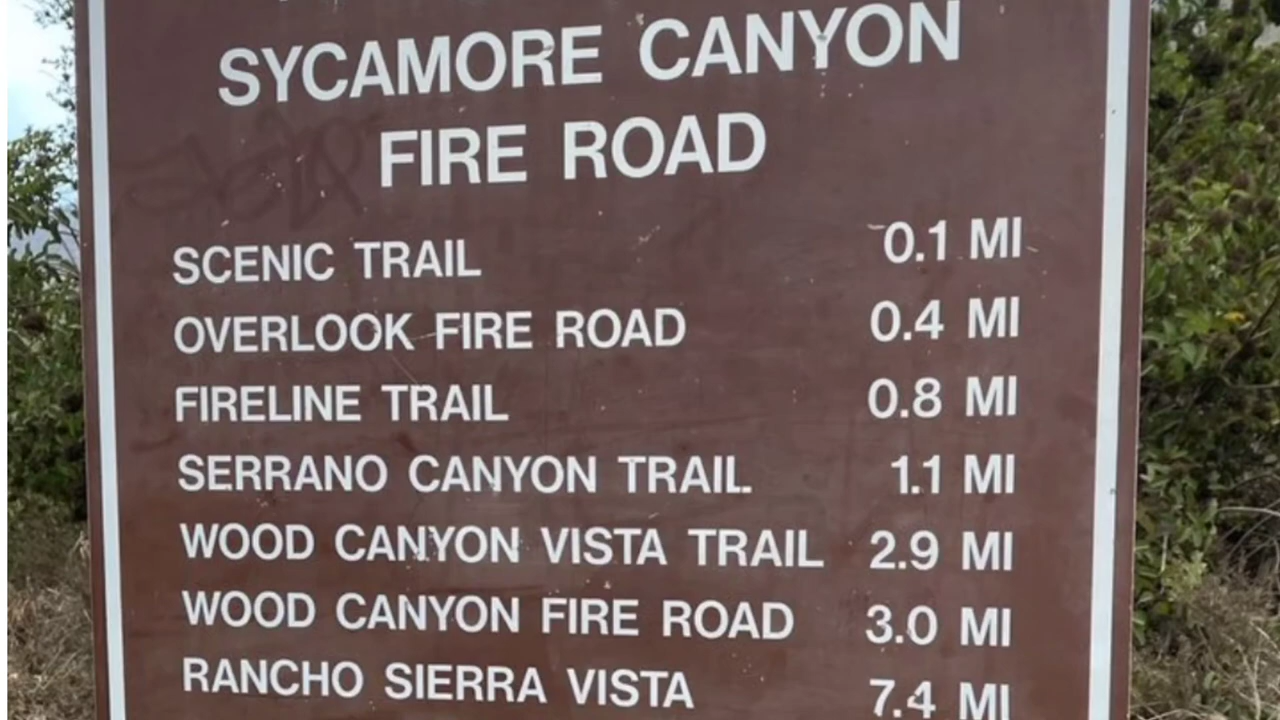 SYCAMORE CANYON
FIRE ROAD
SCENIC TRAIL 0.1 MI
OVERLOOK FIRE ROAD 0.4 MI
FIRELINE TRAIL 0.8 MI
SERRANO CANYON TRAIL 1.1 MI
WOOD CANYON VISTA TRAIL 2.9 MI
WOOD CANYON FIRE ROAD 3.0 MI
RANCHO SIERRA VISTA 7.4 MI